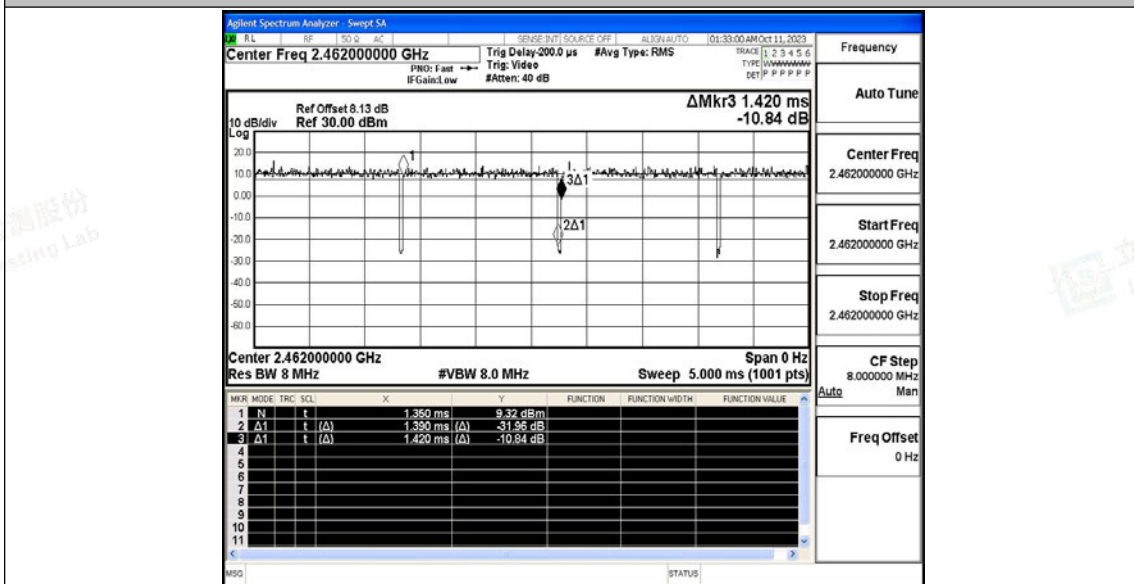 Agilent Spectrum Analyzer - Swept SA
RL RF 50 Ω AC SENSE:INT SOURCE OFF ALIGNAUTO 01:33:00 AM Oct 11, 2023
Center Freq 2.462000000 GHz Trig Delay-200.0 µs #Avg Type: RMS TRACE 1 2 3 4 5 6
PNO: Fast Trig: Video TYPE
IFGain:Low #Atten: 40 dB DET P P P P P P
Frequency
Auto Tune
Ref Offset 8.13 dB ΔMkr3 1.420 ms
10 dB/div Ref 30.00 dBm -10.84 dB
Log
20.0
10.0
0.00
-10.0
-20.0
-30.0
-40.0
-50.0
-60.0
1
3Δ1
2Δ1
Center Freq
2.462000000 GHz
Start Freq
2.462000000 GHz
Stop Freq
2.462000000 GHz
Center 2.462000000 GHz Span 0 Hz
Res BW 8 MHz #VBW 8.0 MHz Sweep 5.000 ms (1001 pts)
CF Step
8.000000 MHz
Auto Man
MKR MODE TRC SCL X Y FUNCTION FUNCTION WIDTH FUNCTION VALUE
1 N t 1.350 ms 9.32 dBm
2 Δ1 t (Δ) 1.390 ms (Δ) -31.96 dB
3 Δ1 t (Δ) 1.420 ms (Δ) -10.84 dB
4
5
6
7
8
9
10
11
Freq Offset
0 Hz
MSG STATUS
股份
Lab